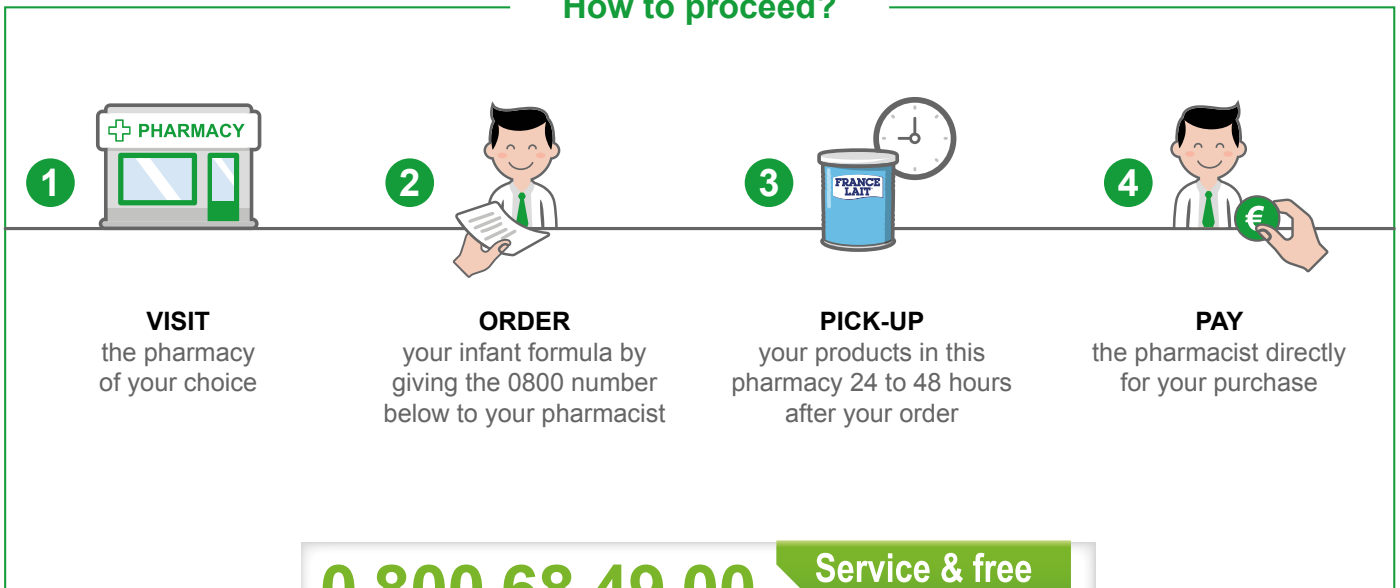 How to proceed?
PHARMACY
1
2
3
FRANCE
LAIT
4
€
VISIT
the pharmacy
of your choice
ORDER
your infant formula by
giving the 0800 number
below to your pharmacist
PICK-UP
your products in this
pharmacy 24 to 48 hours
after your order
PAY
the pharmacist directly
for your purchase
0 800 68 49 00
Service & free